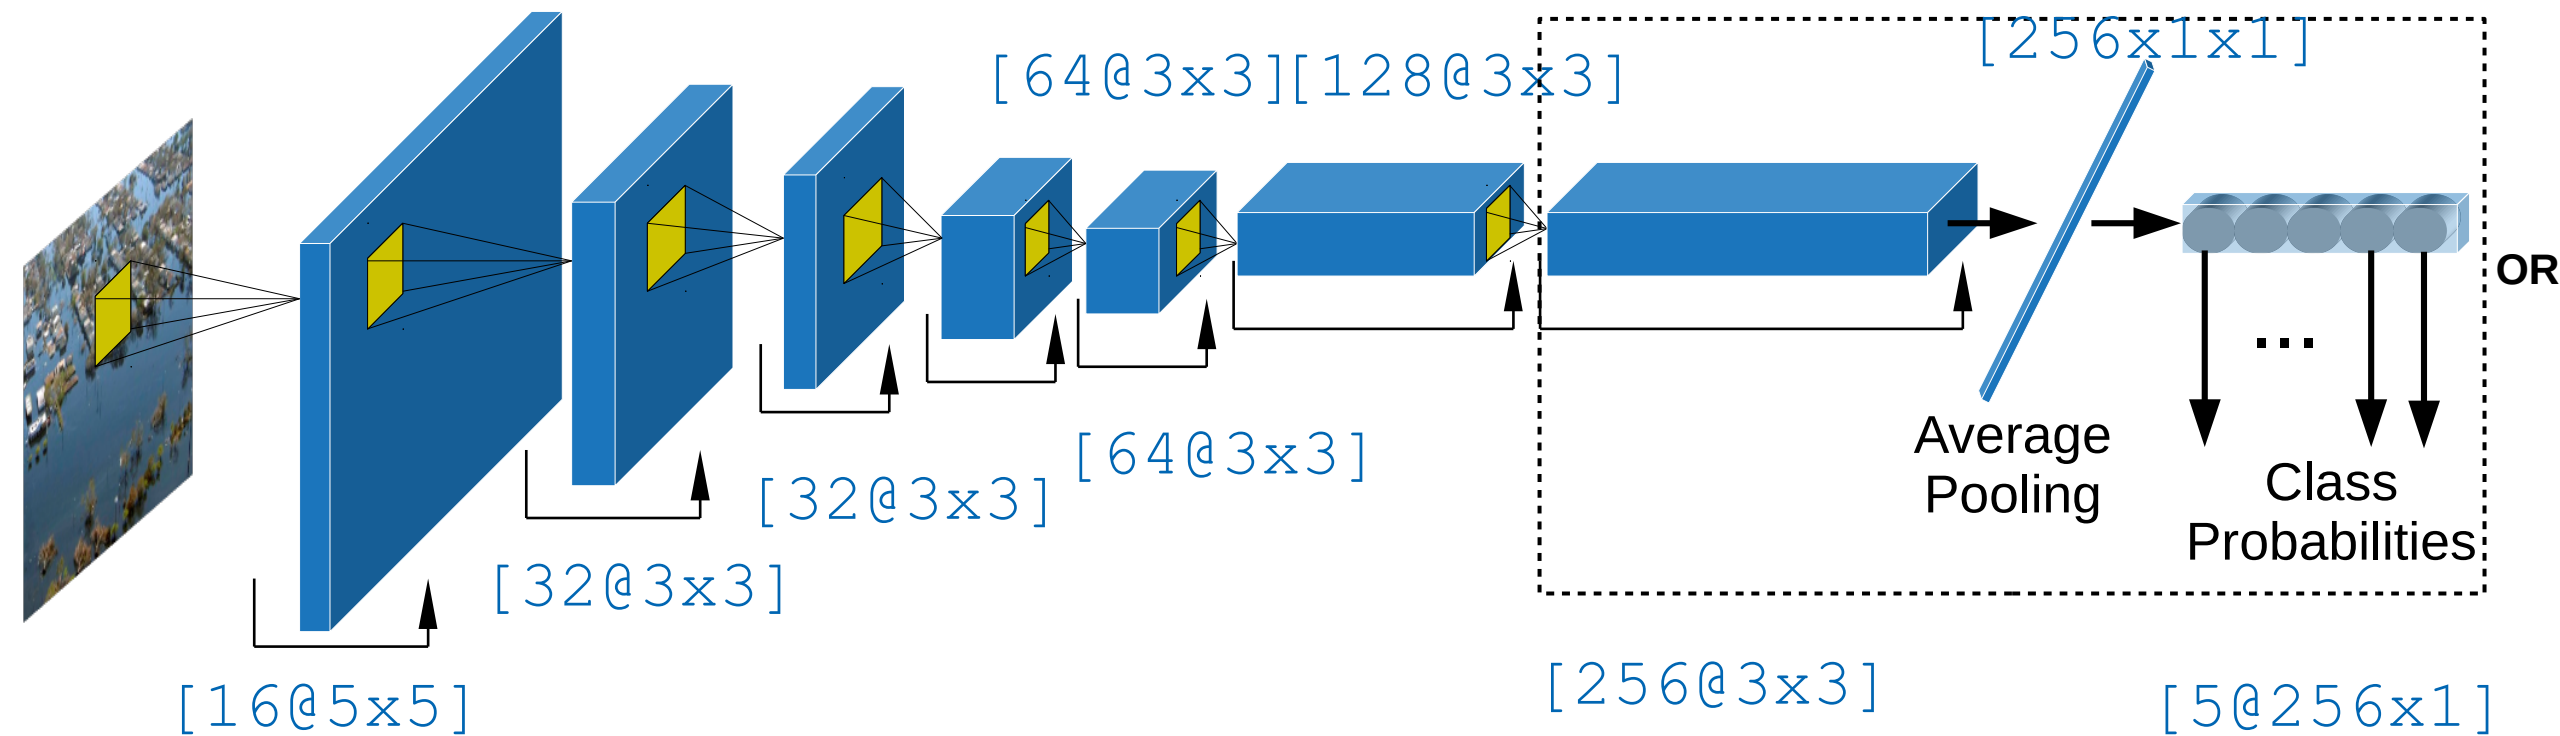 [256x1x1]
[64@3x3][128@3x3]
OR
Average
Pooling
[64@3x3]
Class
Probabilities
[32@3x3]
[32@3x3]
[256@3x3]
[16@5x5]
[5@256x1]